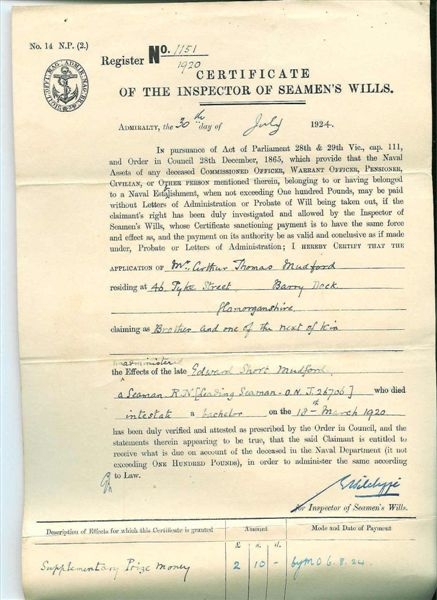 No. 14 N.P. (2.)
Register No. 1151
1920
CERTIFICATE
OF THE INSPECTOR OF SEAMEN'S WILLS.
ADMIRALTY, the 30th day of July 1924.
IN pursuance of Act of Parliament 28th & 29th Vic., cap. 111,
and Order in Council 28th December, 1865, which provide that the Naval
Assets of any deceased COMMISSIONED OFFICER, WARRANT OFFICER, PENSIONER,
CIVILIAN, or OTHER PERSON mentioned therein, belonging to or having belonged
to a Naval Establishment, when not exceeding One Hundred Pounds, may be paid
without Letters of Administration or Probate of Will being taken out, if the
claimant's right has been duly investigated and allowed by the Inspector of
Seamen's Wills, whose Certificate sanctioning payment is to have the same force
and effect as, and the payment on its authority be as valid and conclusive as if made
under, Probate or Letters of Administration; I HEREBY CERTIFY THAT THE
APPLICATION OF Mr. Arthur Thomas Mudford
residing at 46 Pyke Street, Barry Dock
Glamorganshire,
claiming as Brother and one of the next of kin
unadministered
the Effects of the late Edward Short Mudford,
a Seaman R.N. [Leading Seaman O.N. J.26706] who died
intestate a bachelor on the 18th March 1920
has been duly verified and attested as prescribed by the Order in Council, and the
statements therein appearing to be true, that the said Claimant is entitled to
receive what is due on account of the deceased in the Naval Department (it not
exceeding ONE HUNDRED POUNDS), in order to administer the same according
to Law.
for Inspector of Seamen's Wills.
Description of Effects for which this Certificate is granted Amount Mode and Date of Payment
£ s. d.
Supplementary Prize Money 2 10 - by M O 6.8.24.